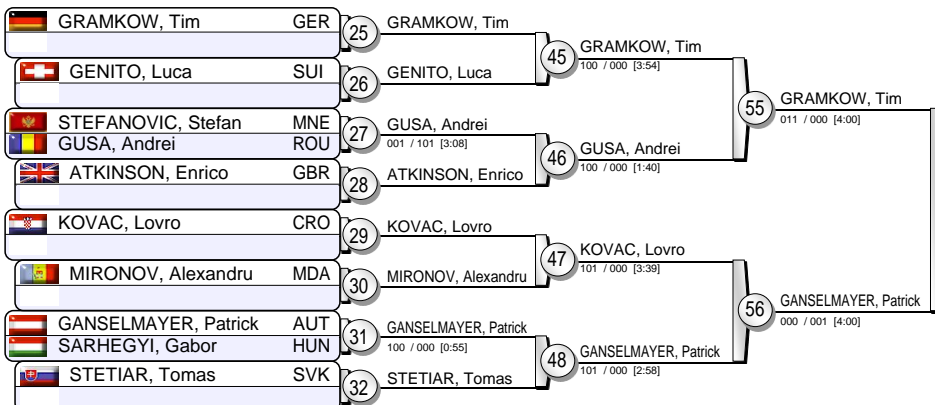 GRAMKOW, Tim GER
GENITO, Luca SUI
STEFANOVIC, Stefan MNE
GUSA, Andrei ROU
ATKINSON, Enrico GBR
KOVAC, Lovro CRO
MIRONOV, Alexandru MDA
GANSELMAYER, Patrick AUT
SARHEGYI, Gabor HUN
STETIAR, Tomas SVK
25 GRAMKOW, Tim
26 GENITO, Luca
27 GUSA, Andrei
001 / 101 [3:08]
28 ATKINSON, Enrico
29 KOVAC, Lovro
30 MIRONOV, Alexandru
31 GANSELMAYER, Patrick
100 / 000 [0:55]
32 STETIAR, Tomas
45 GRAMKOW, Tim
100 / 000 [3:54]
46 GUSA, Andrei
100 / 000 [1:40]
47 KOVAC, Lovro
101 / 000 [3:39]
48 GANSELMAYER, Patrick
101 / 000 [2:58]
55 GRAMKOW, Tim
011 / 000 [4:00]
56 GANSELMAYER, Patrick
000 / 001 [4:00]